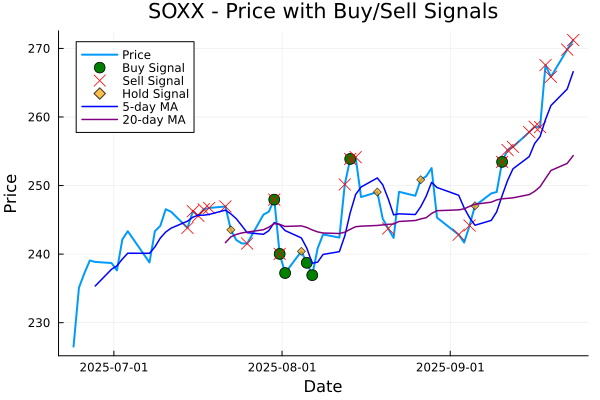 SOXX - Price with Buy/Sell Signals
Price
Buy Signal
Sell Signal
Hold Signal
5-day MA
20-day MA
270
260
250
240
230
Price
2025-07-01
2025-08-01
2025-09-01
Date